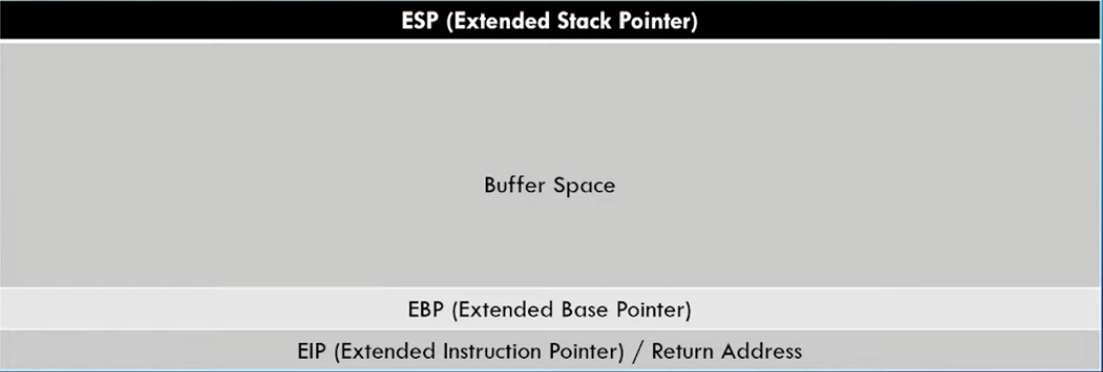 ESP (Extended Stack Pointer)
Buffer Space
EBP (Extended Base Pointer)
EIP (Extended Instruction Pointer) / Return Address